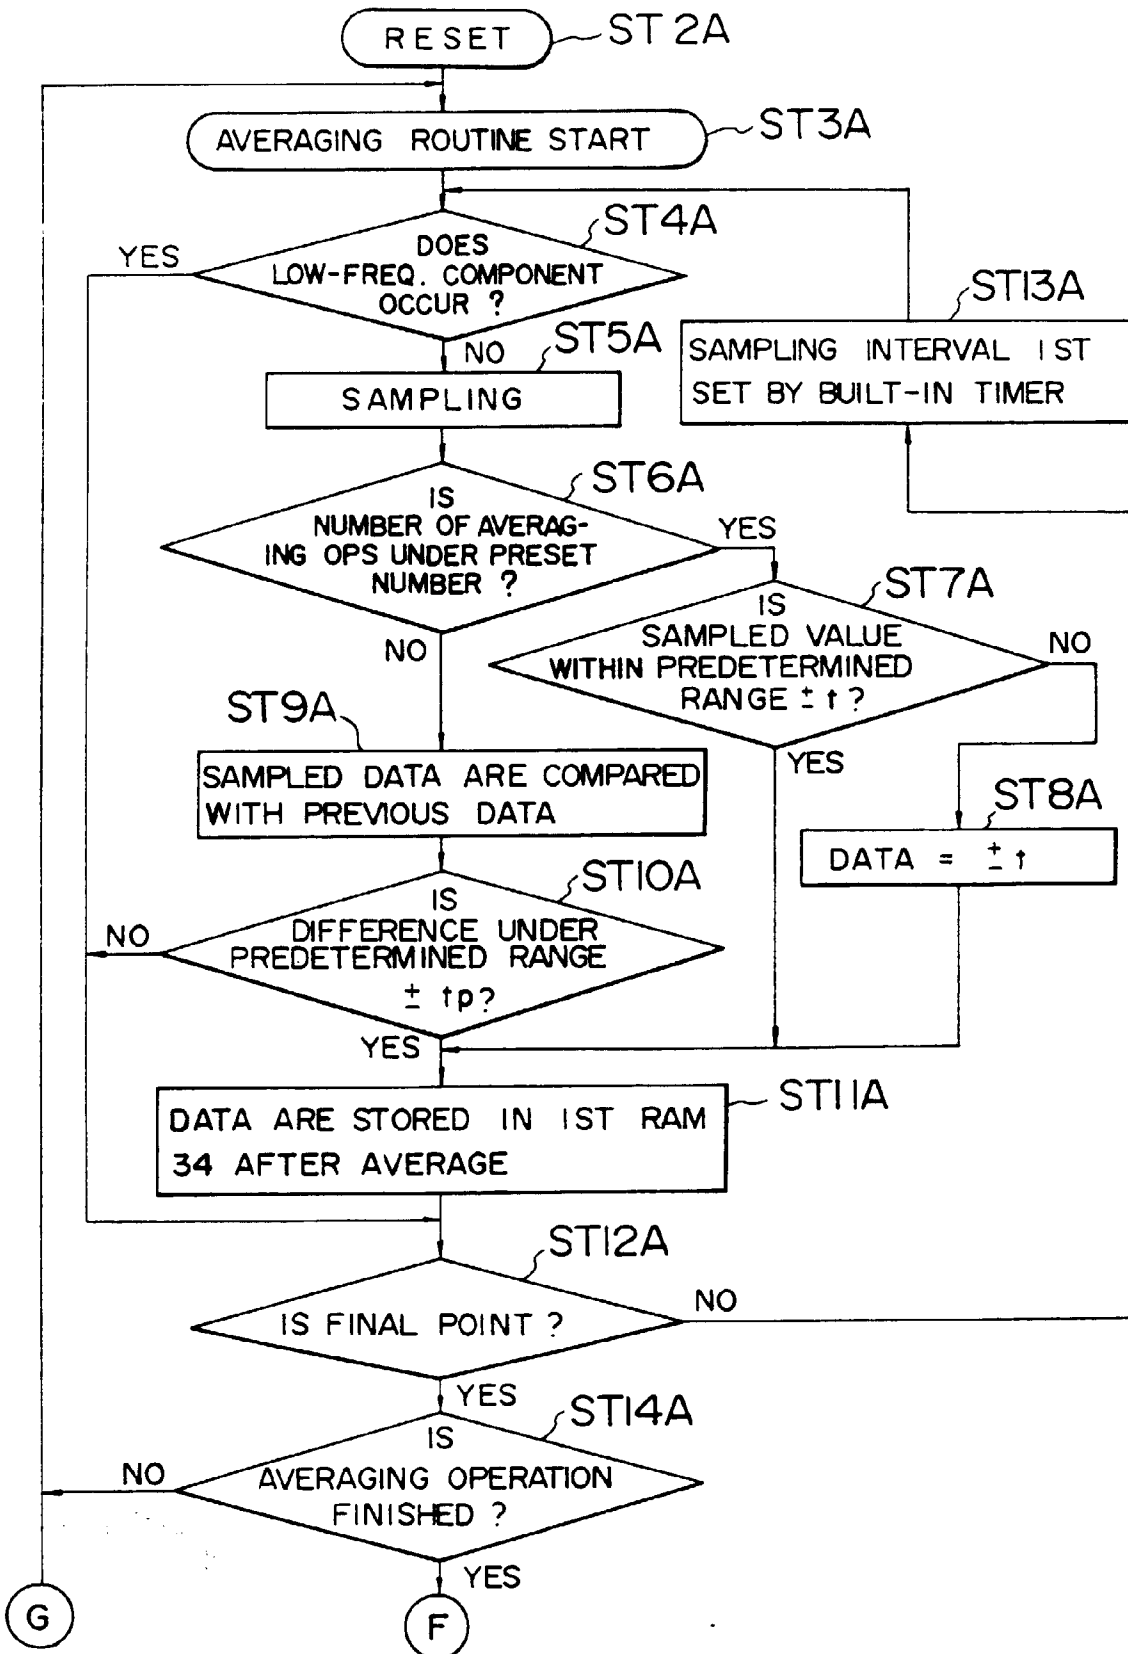 RESET
ST2A
AVERAGING ROUTINE START
ST3A
ST4A
YES
DOES
LOW-FREQ. COMPONENT
OCCUR ?
NO
ST13A
SAMPLING INTERVAL IST
SET BY BUILT-IN TIMER
ST5A
SAMPLING
ST6A
IS
NUMBER OF AVERAG-
ING OPS UNDER PRESET
NUMBER ?
YES
NO
ST7A
IS
SAMPLED VALUE
WITHIN PREDETERMINED
RANGE ± t ?
NO
YES
ST9A
SAMPLED DATA ARE COMPARED
WITH PREVIOUS DATA
ST8A
DATA = ± t
ST10A
IS
DIFFERENCE UNDER
PREDETERMINED RANGE
± tp?
NO
YES
ST11A
DATA ARE STORED IN 1ST RAM
34 AFTER AVERAGE
ST12A
IS FINAL POINT ?
NO
YES
ST14A
IS
AVERAGING OPERATION
FINISHED ?
NO
YES
G
F